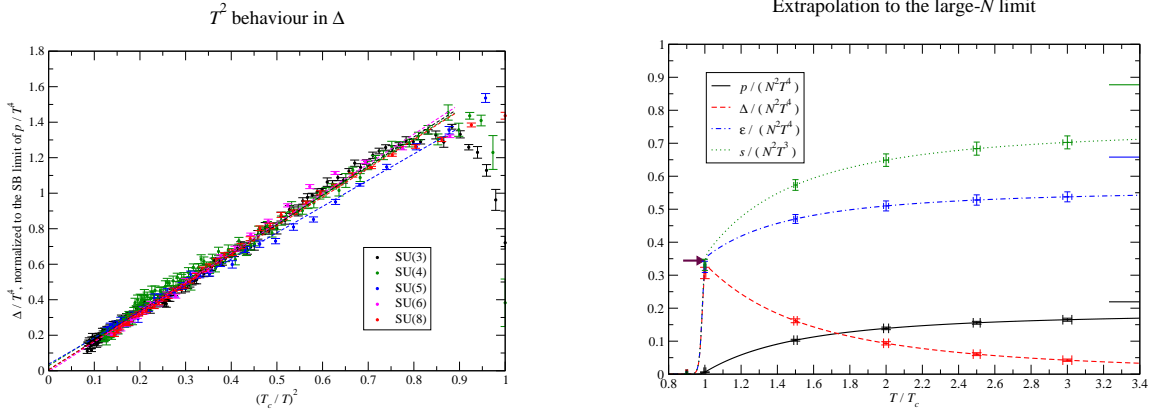 T² behaviour in Δ
Δ / T⁴ , normalized to the SB limit of p / T⁴
1.8
1.6
1.4
1.2
1.0
0.8
0.6
0.4
0.2
0.0
SU(3)
SU(4)
SU(5)
SU(6)
SU(8)
0 0.1 0.2 0.3 0.4 0.5 0.6 0.7 0.8 0.9 1
(T_c / T)²
Extrapolation to the large-N limit
1
0.9
0.8
0.7
0.6
0.5
0.4
0.3
0.2
0.1
0
p / ( N²T⁴ )
Δ / ( N²T⁴ )
ε / ( N²T⁴ )
s / ( N²T³ )
0.8 1.0 1.2 1.4 1.6 1.8 2.0 2.2 2.4 2.6 2.8 3.0 3.2 3.4
T / T_c